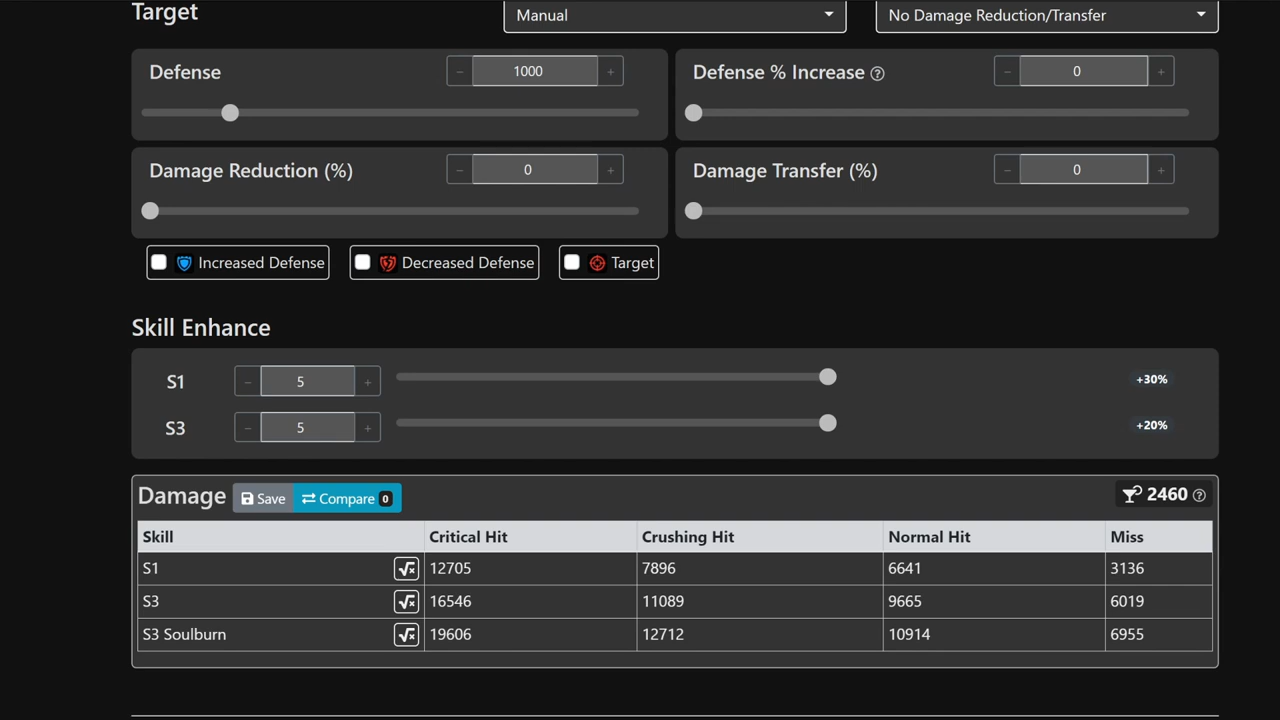 Target Manual No Damage Reduction/Transfer
Defense − 1000 + Defense % Increase ? − 0 +
Damage Reduction (%) − 0 + Damage Transfer (%) − 0 +
Increased Defense Decreased Defense Target
Skill Enhance
S1 − 5 + +30%
S3 − 5 + +20%
Damage Save Compare 0 2460 ?
Skill Critical Hit Crushing Hit Normal Hit Miss
S1 √x 12705 7896 6641 3136
S3 √x 16546 11089 9665 6019
S3 Soulburn √x 19606 12712 10914 6955